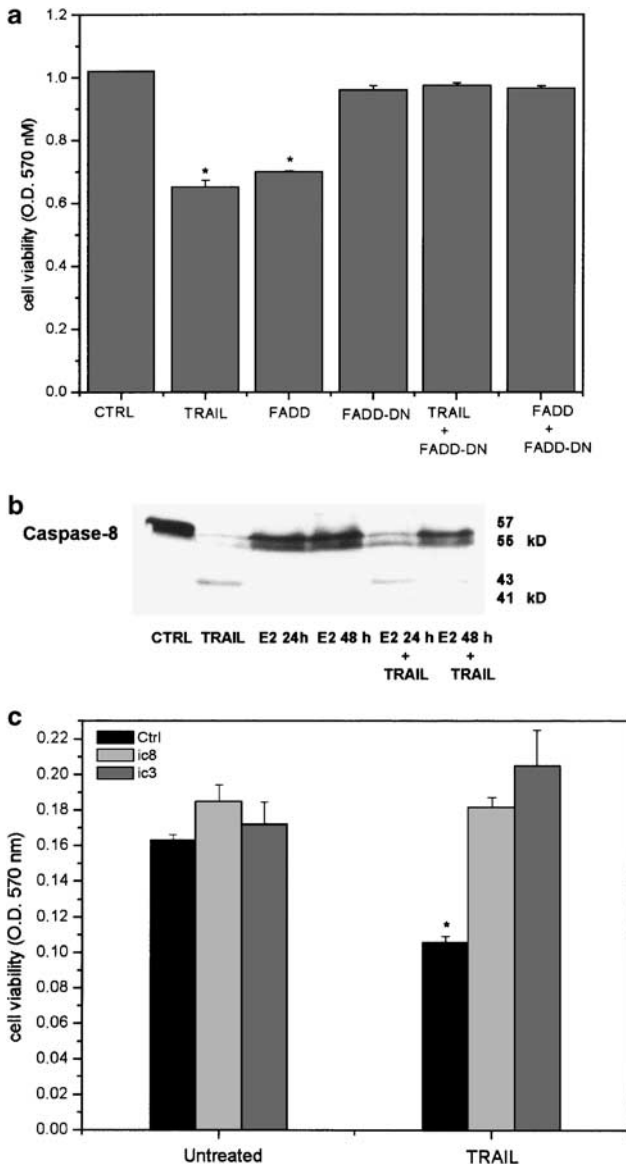 a
cell viability (O.D. 570 nM)
1.2
1.0
0.8
0.6
0.4
0.2
0.0
*
*
CTRL TRAIL FADD FADD-DN TRAIL + FADD-DN FADD + FADD-DN
b
Caspase-8
57
55 kD
43
41 kD
CTRL TRAIL E2 24h E2 48 h E2 24 h + TRAIL E2 48 h + TRAIL
c
cell viability (O.D. 570 nm)
0.22
0.20
0.18
0.16
0.14
0.12
0.10
0.08
0.06
0.04
0.02
0.00
Ctrl
ic8
ic3
*
Untreated TRAIL